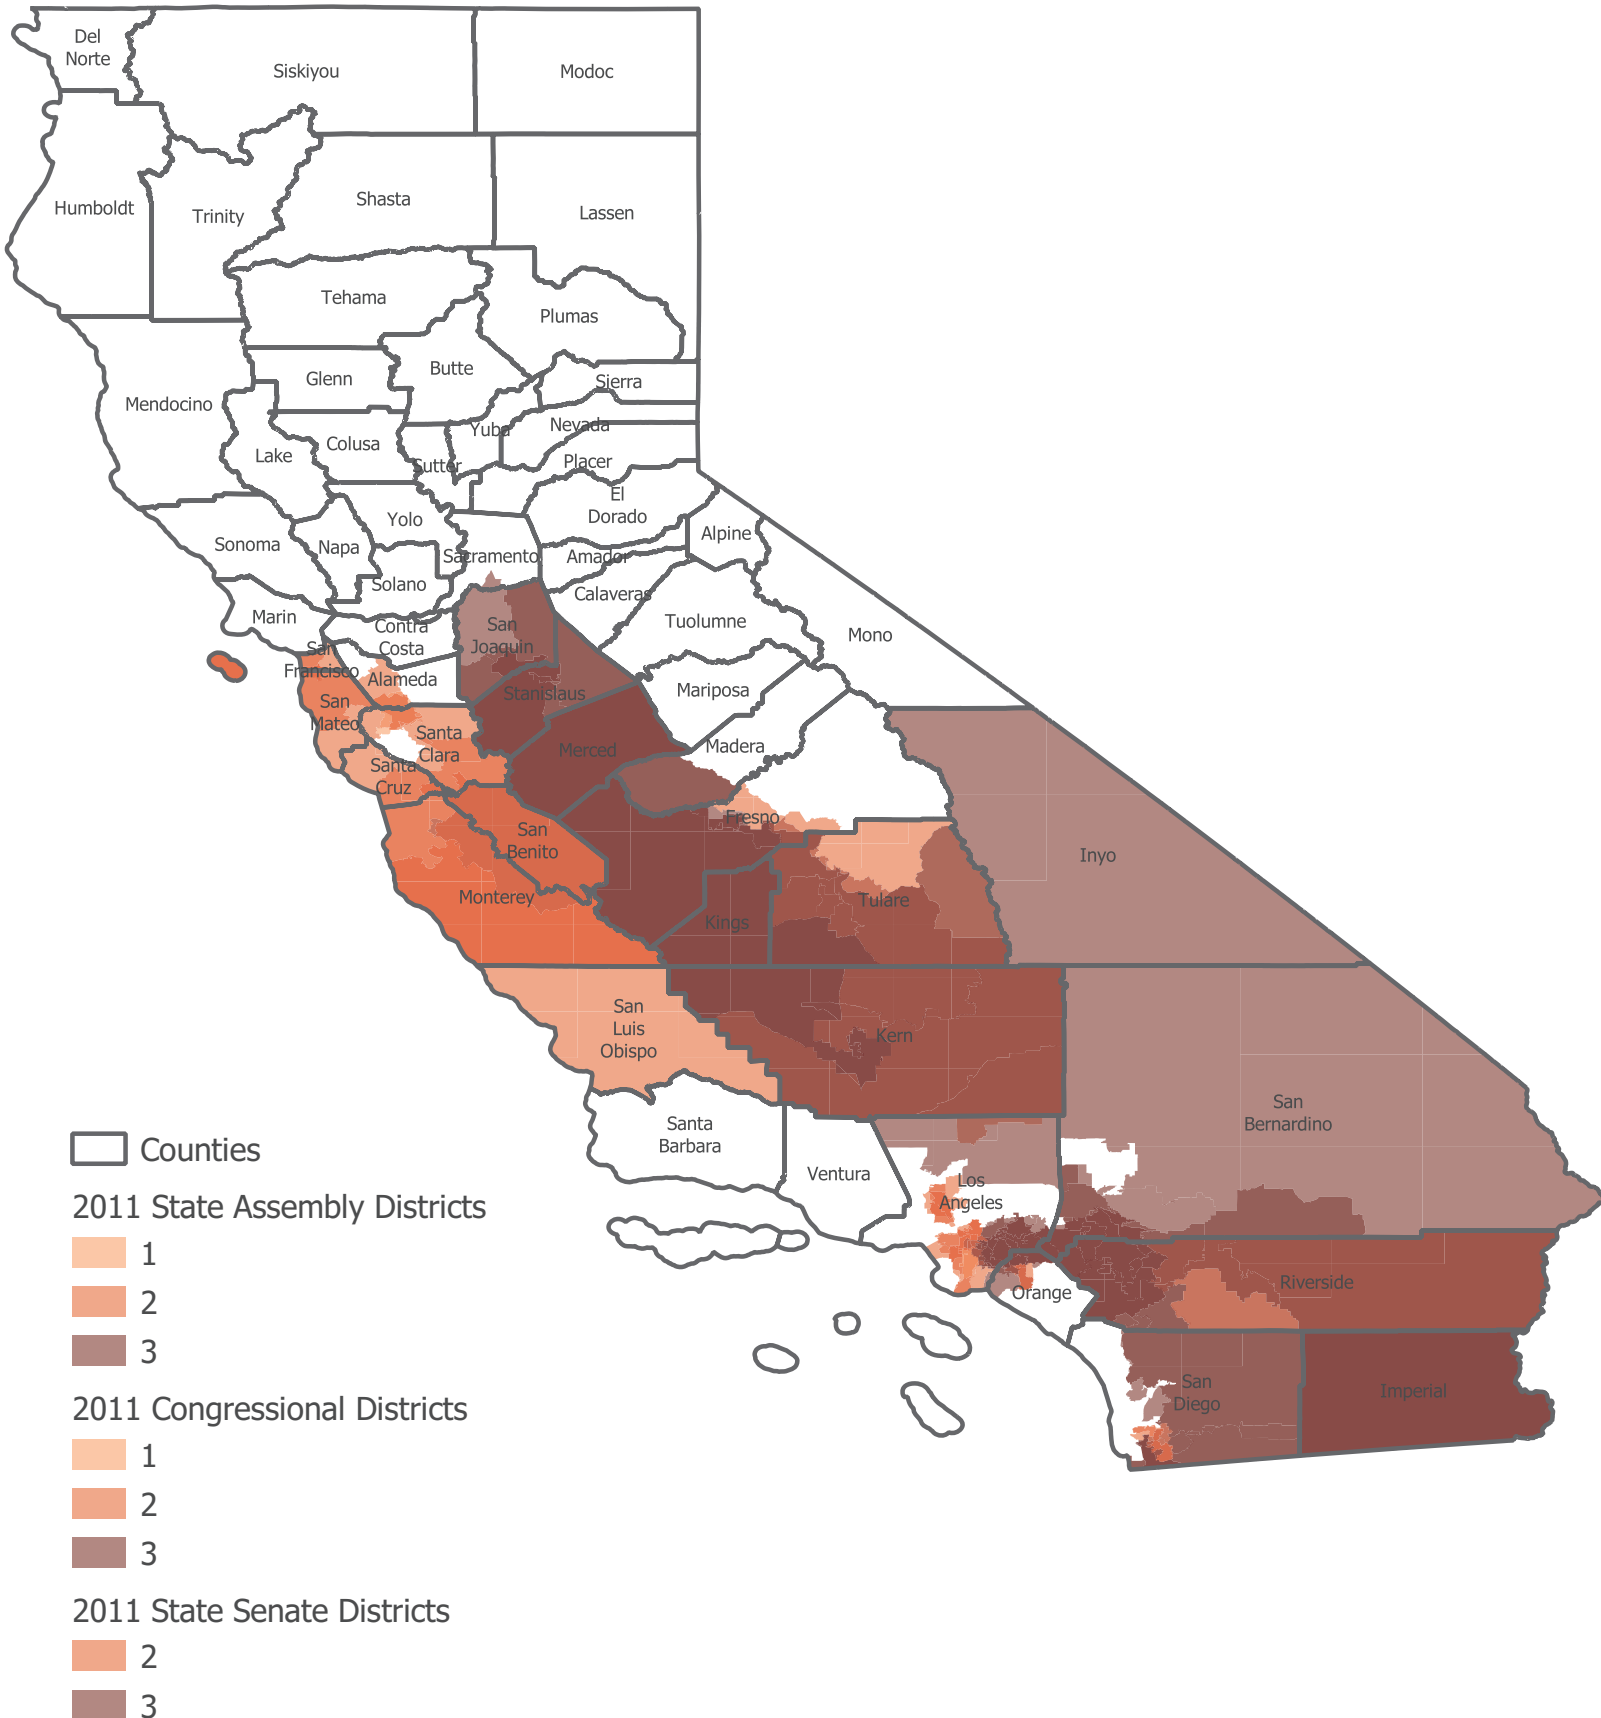 Del
Norte
Siskiyou
Modoc
Humboldt
Trinity
Shasta
Lassen
Tehama
Plumas
Butte
Glenn
Sierra
Mendocino
Yuba
Nevada
Colusa
Lake
Sutter
Placer
El
Dorado
Yolo
Alpine
Sonoma
Napa
Sacramento
Amador
Solano
Calaveras
Marin
Contra
Costa
San
Joaquin
Tuolumne
Mono
San
Francisco
Alameda
Stanislaus
Mariposa
San
Mateo
Santa
Clara
Merced
Madera
Santa
Cruz
Fresno
San
Benito
Inyo
Monterey
Tulare
Kings
San
Luis
Obispo
Kern
San
Bernardino
Santa
Barbara
Ventura
Los
Angeles
Orange
Riverside
San
Diego
Imperial
Counties
2011 State Assembly Districts
1
2
3
2011 Congressional Districts
1
2
3
2011 State Senate Districts
2
3